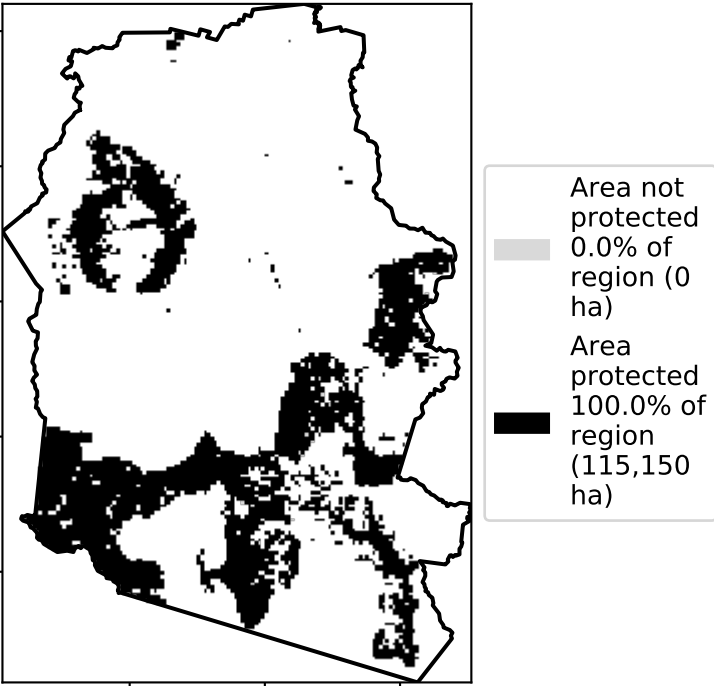 Area not
protected
0.0% of
region (0
ha)
Area
protected
100.0% of
region
(115,150
ha)